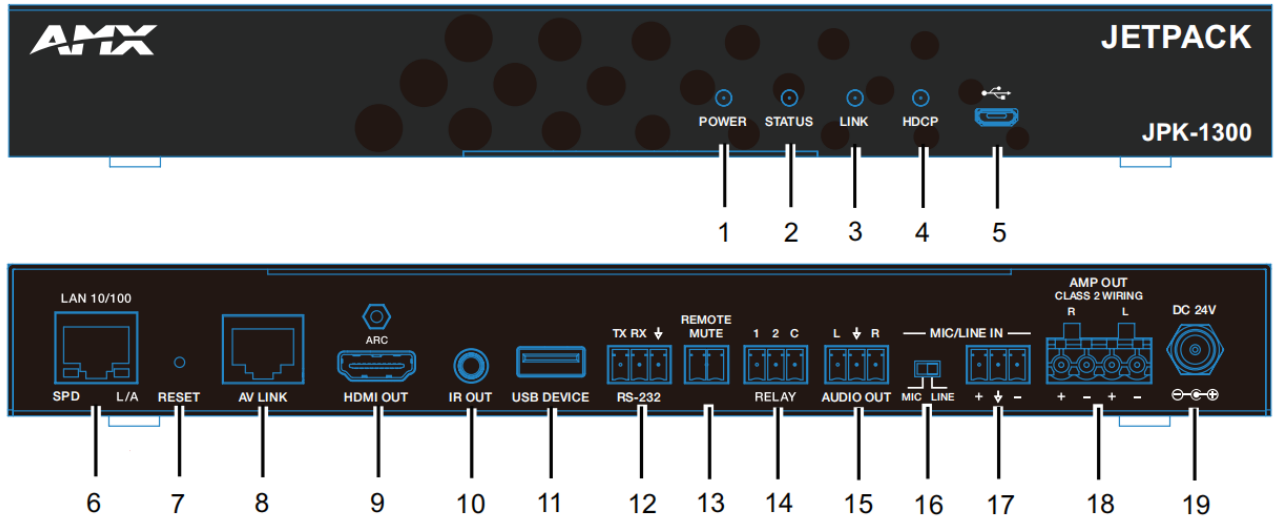 AMX
JETPACK
POWER STATUS LINK HDCP
JPK-1300
1 2 3 4 5
AMP OUT
CLASS 2 WIRING
LAN 10/100
R L
DC 24V
REMOTE
MUTE
TX RX
1 2 C
L R
MIC/LINE IN
ARC
SPD L/A
RESET
AV LINK
HDMI OUT
IR OUT
USB DEVICE
RS-232
RELAY
AUDIO OUT
MIC LINE
+ –
+ – + –
6 7 8 9 10 11 12 13 14 15 16 17 18 19